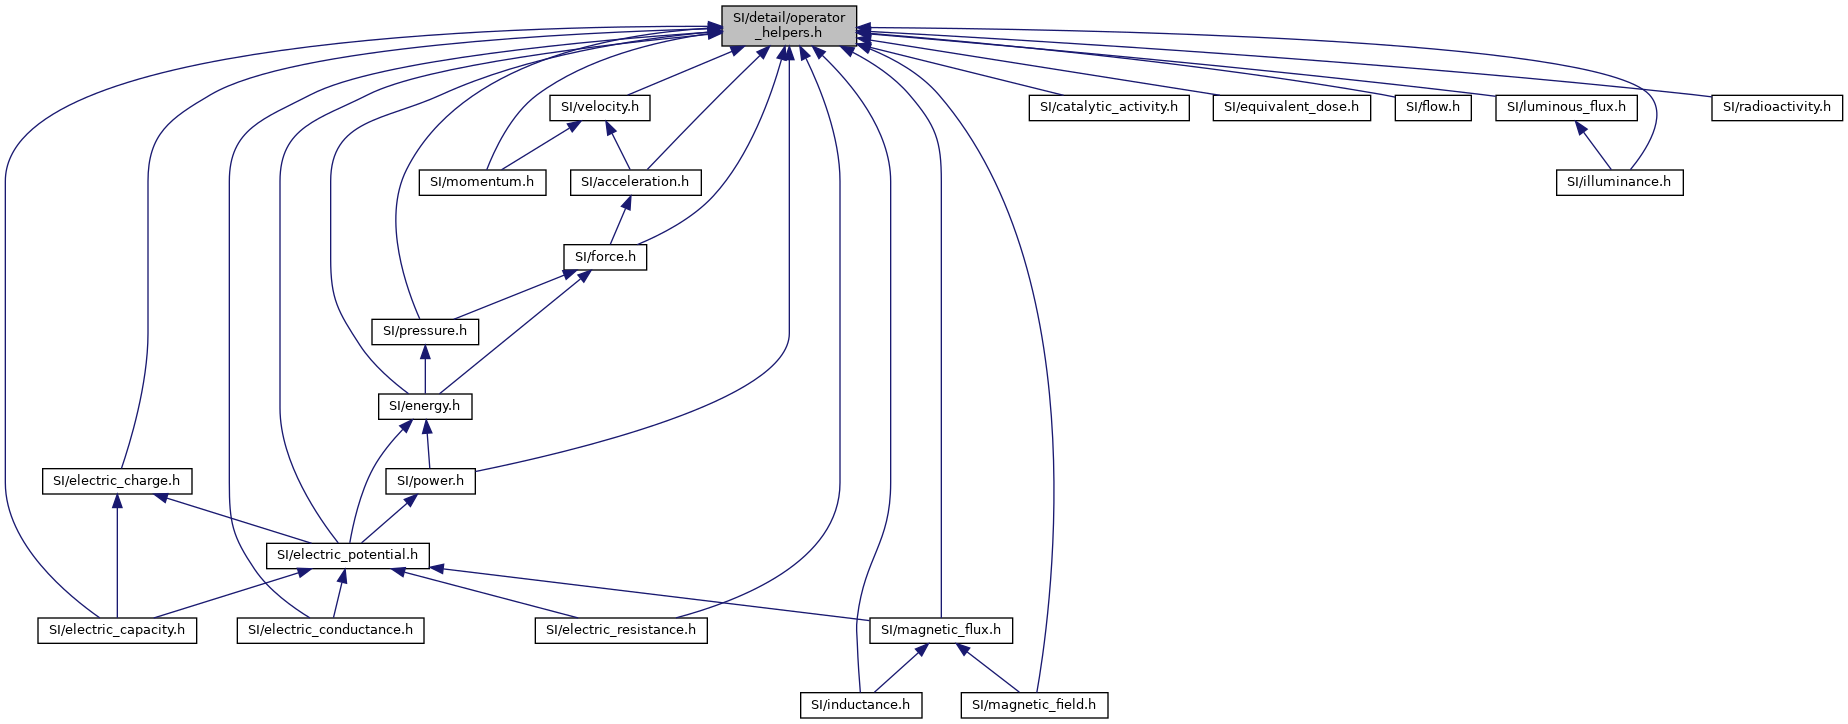 SI/detail/operator
_helpers.h
SI/velocity.h
SI/catalytic_activity.h
SI/equivalent_dose.h
SI/flow.h
SI/luminous_flux.h
SI/radioactivity.h
SI/momentum.h
SI/acceleration.h
SI/illuminance.h
SI/force.h
SI/pressure.h
SI/energy.h
SI/electric_charge.h
SI/power.h
SI/electric_potential.h
SI/electric_capacity.h
SI/electric_conductance.h
SI/electric_resistance.h
SI/magnetic_flux.h
SI/inductance.h
SI/magnetic_field.h